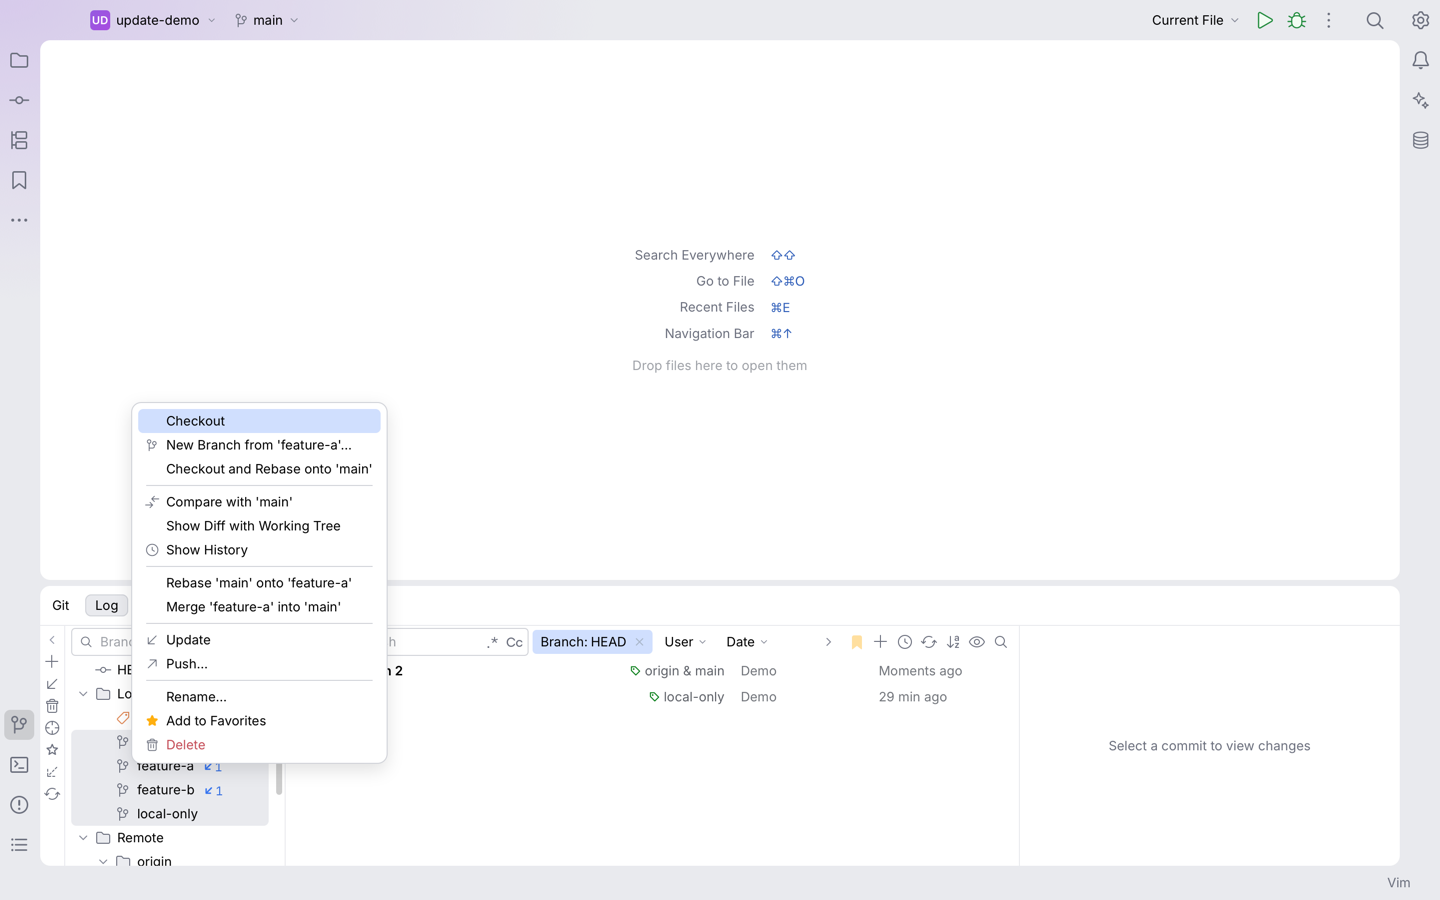 UD update-demo main Current File
Search Everywhere ⇧⇧
Go to File ⇧⌘O
Recent Files ⌘E
Navigation Bar ⌘↑
Drop files here to open them
Checkout
New Branch from 'feature-a'...
Checkout and Rebase onto 'main'
Compare with 'main'
Show Diff with Working Tree
Show History
Rebase 'main' onto 'feature-a'
Merge 'feature-a' into 'main'
Update
Push...
Rename...
Add to Favorites
Delete
Git Log
.* Cc Branch: HEAD User Date
2 origin & main Demo Moments ago
local-only Demo 29 min ago
Select a commit to view changes
feature-a 1
feature-b 1
local-only
Remote
origin
Vim